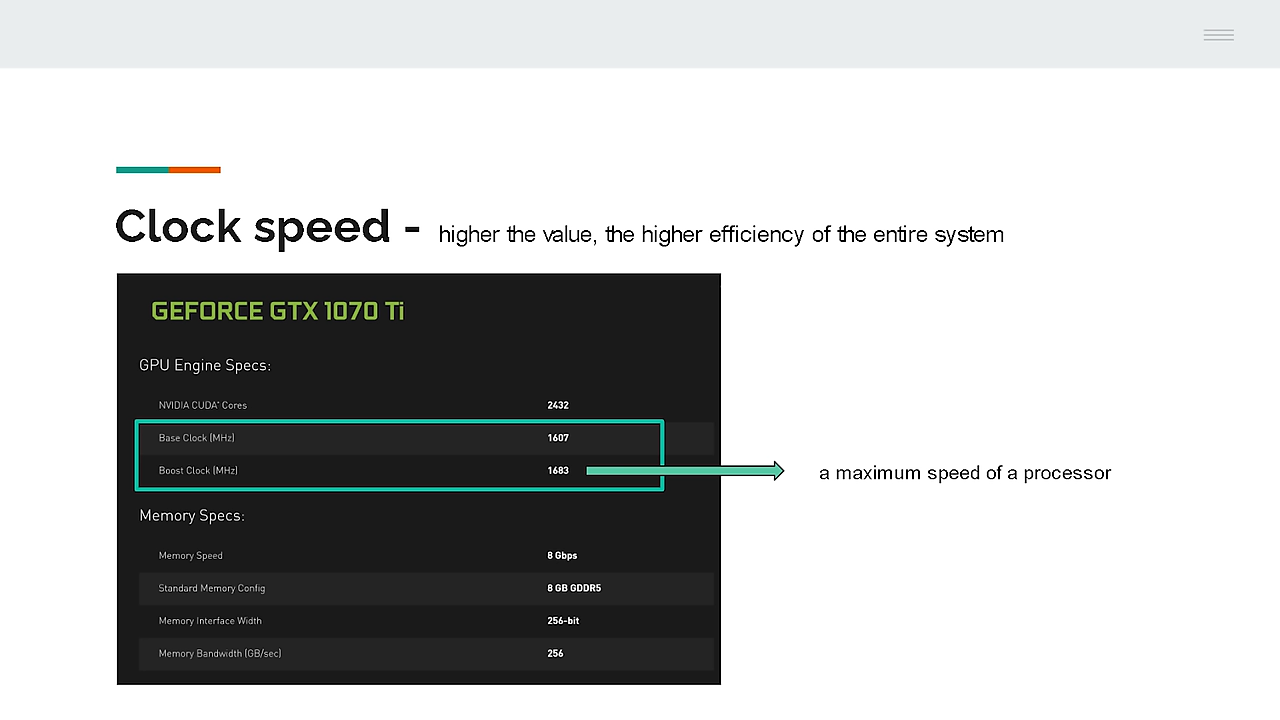 Clock speed - higher the value, the higher efficiency of the entire system
GEFORCE GTX 1070 Ti
GPU Engine Specs:
NVIDIA CUDA® Cores 2432
Base Clock (MHz) 1607
Boost Clock (MHz) 1683
a maximum speed of a processor
Memory Specs:
Memory Speed 8 Gbps
Standard Memory Config 8 GB GDDR5
Memory Interface Width 256-bit
Memory Bandwidth (GB/sec) 256